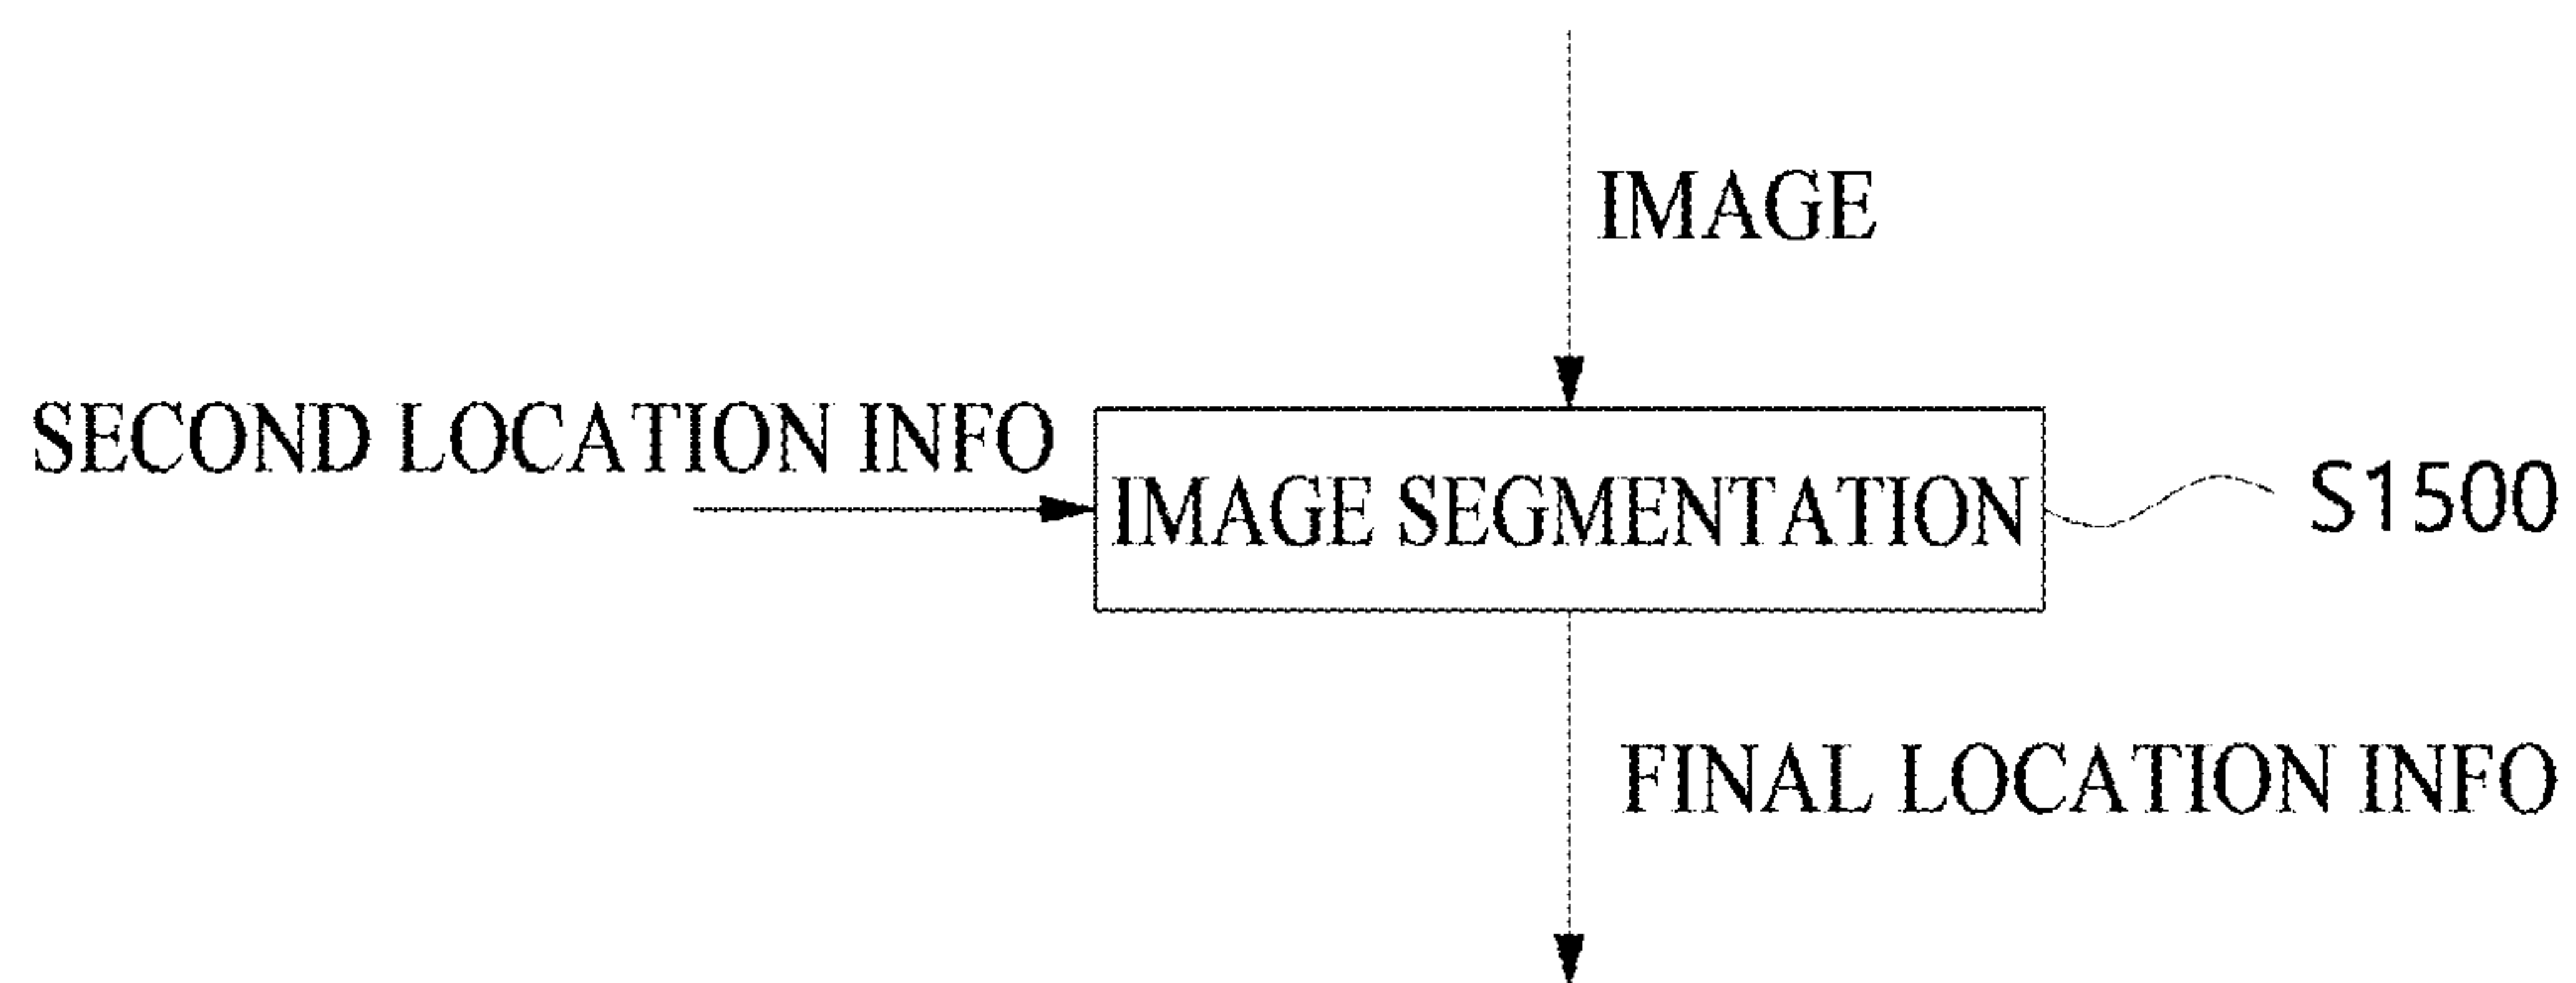 IMAGE
SECOND LOCATION INFO
IMAGE SEGMENTATION
S1500
FINAL LOCATION INFO